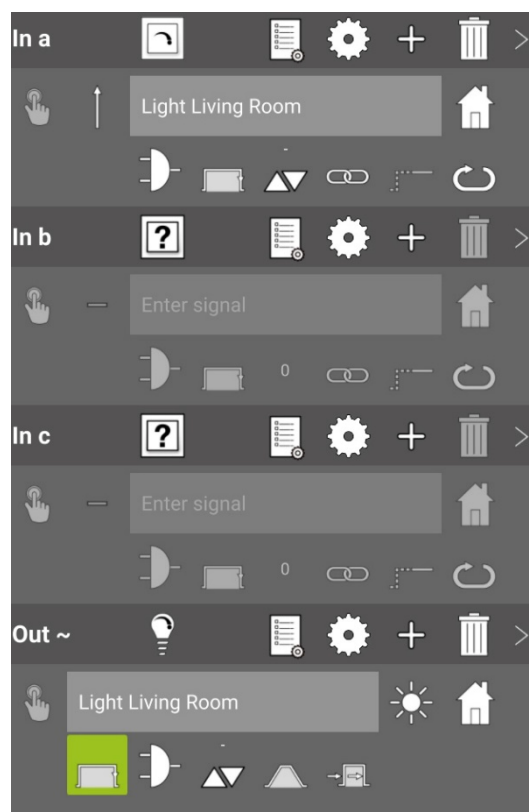 In a
>
Light Living Room
-
In b
?
>
Enter signal
0
In c
?
>
Enter signal
0
Out ~
>
Light Living Room
-